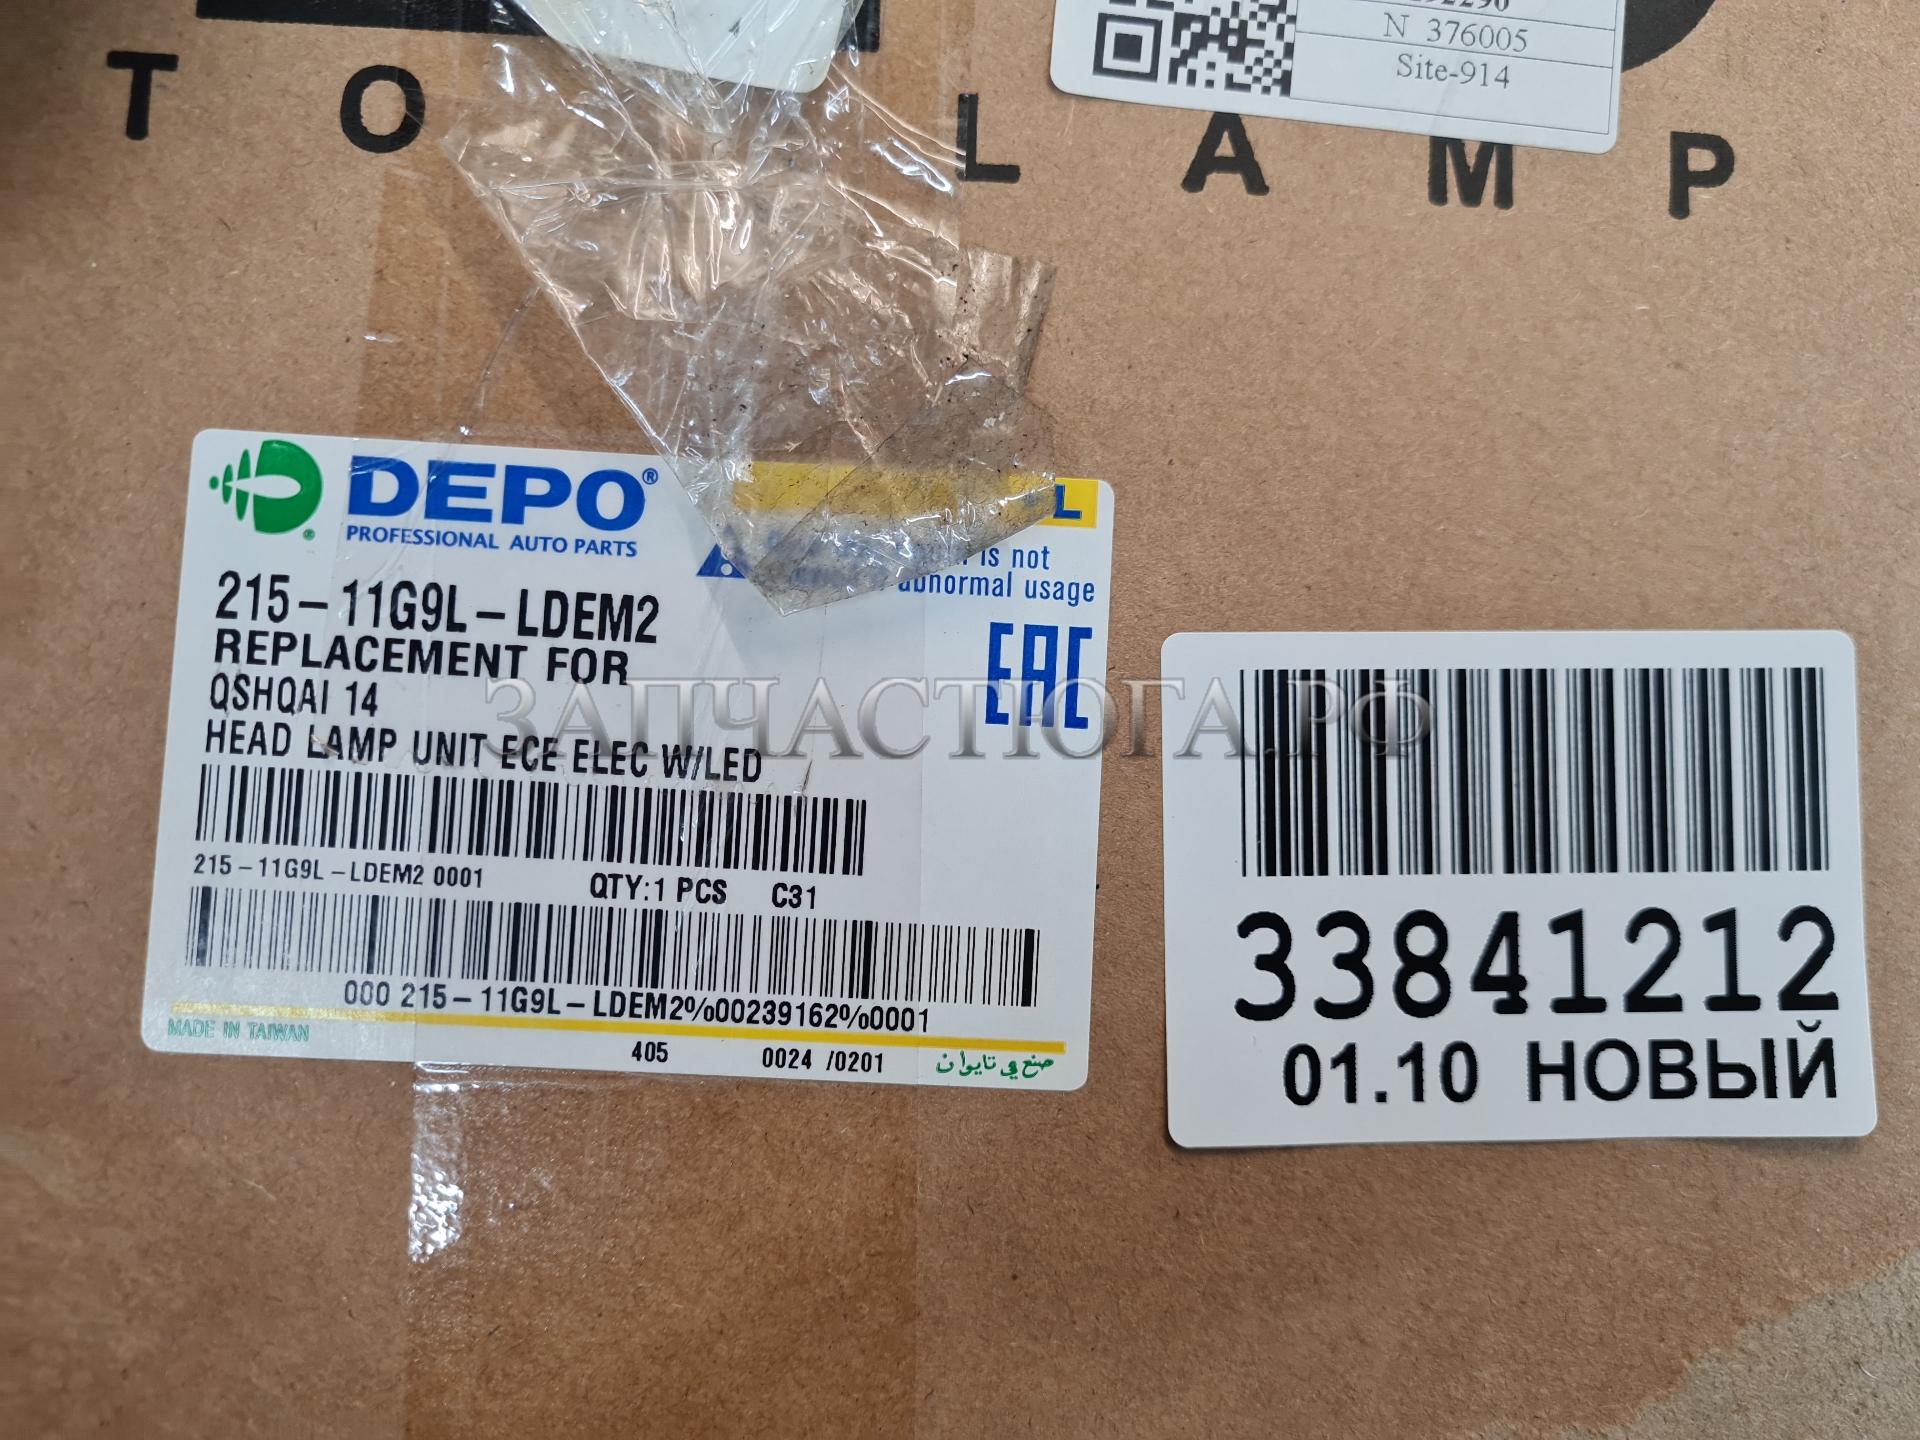 TO LAMP
N 376005
Site-914
DEPO®
PROFESSIONAL AUTO PARTS
L
is not
abnormal usage
215-11G9L-LDEM2
REPLACEMENT FOR
QSHQAI 14
HEAD LAMP UNIT ECE ELEC W/LED
EAC
ЗАПЧАСТЮГА.РФ
215-11G9L-LDEM2 0001
QTY:1 PCS C31
000 215-11G9L-LDEM2%00239162%0001
MADE IN TAIWAN
405 0024 /0201
صنع في تايوان
33841212
01.10 НОВЫЙ